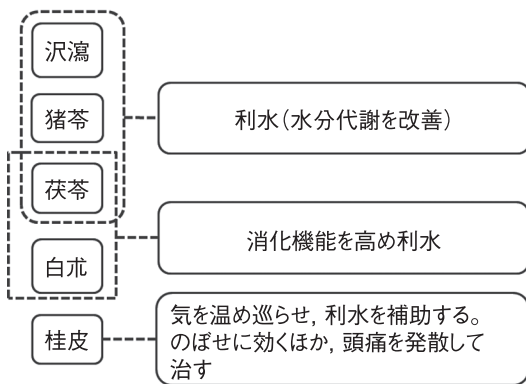 沢瀉
猪苓
利水（水分代謝を改善）
茯苓
消化機能を高め利水
白朮
桂皮
気を温め巡らせ，利水を補助する。
のぼせに効くほか，頭痛を発散して
治す